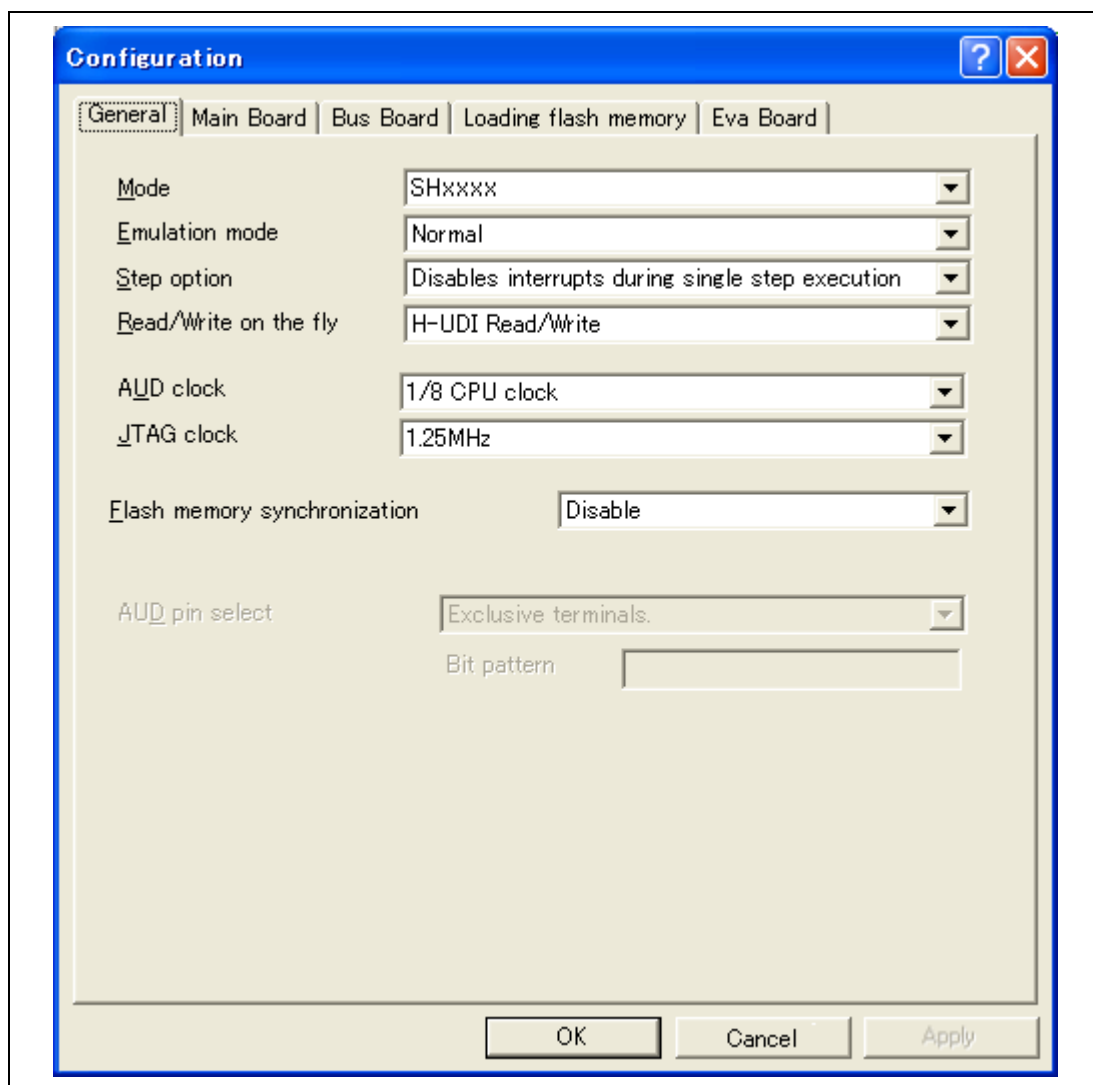 Configuration
General Main Board Bus Board Loading flash memory Eva Board
Mode SHxxxx
Emulation mode Normal
Step option Disables interrupts during single step execution
Read/Write on the fly H-UDI Read/Write
AUD clock 1/8 CPU clock
JTAG clock 1.25MHz
Flash memory synchronization Disable
AUD pin select Exclusive terminals.
Bit pattern
OK Cancel Apply